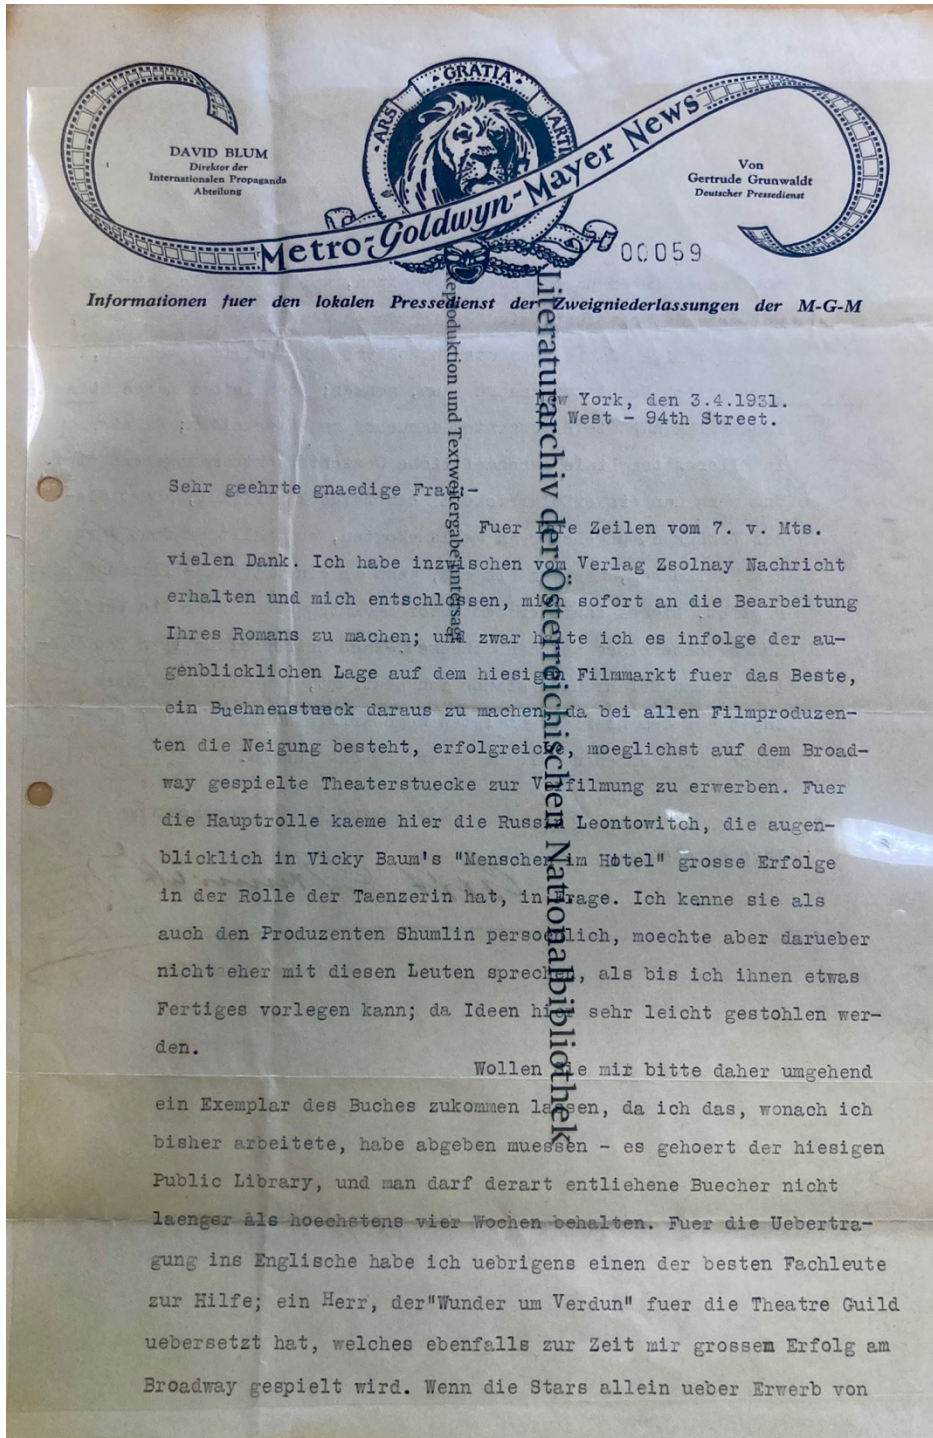 ARS · GRATIA · ARTI
Metro-Goldwyn-Mayer News
DAVID BLUM
Direktor der
Internationalen Propaganda
Abteilung
Von
Gertrude Grunwaldt
Deutscher Pressedienst
00059
Informationen fuer den lokalen Pressedienst der Zweigniederlassungen der M-G-M
New York, den 3.4.1931.
West - 94th Street.
Sehr geehrte gnaedige Frau:-
Fuer Ihre Zeilen vom 7. v. Mts.
vielen Dank. Ich habe inzwischen vom Verlag Zsolnay Nachricht
erhalten und mich entschlossen, mich sofort an die Bearbeitung
Ihres Romans zu machen; und zwar halte ich es infolge der au-
genblicklichen Lage auf dem hiesigen Filmmarkt fuer das Beste,
ein Buehnenstueck daraus zu machen, da bei allen Filmproduzen-
ten die Neigung besteht, erfolgreiche, moeglichst auf dem Broad-
way gespielte Theaterstuecke zur Verfilmung zu erwerben. Fuer
die Hauptrolle kaeme hier die Russin Leontowitch, die augen-
blicklich in Vicky Baum's "Menschen im Hotel" grosse Erfolge
in der Rolle der Taenzerin hat, in Frage. Ich kenne sie als
auch den Produzenten Shumlin persoenlich, moechte aber darueber
nicht eher mit diesen Leuten sprechen, als bis ich ihnen etwas
Fertiges vorlegen kann; da Ideen hier sehr leicht gestohlen wer-
den.
Wollen Sie mir bitte daher umgehend
ein Exemplar des Buches zukommen lassen, da ich das, wonach ich
bisher arbeitete, habe abgeben muessen - es gehoert der hiesigen
Public Library, und man darf derart entliehene Buecher nicht
laenger als hoechstens vier Wochen behalten. Fuer die Uebertra-
gung ins Englische habe ich uebrigens einen der besten Fachleute
zur Hilfe; ein Herr, der"Wunder um Verdun" fuer die Theatre Guild
uebersetzt hat, welches ebenfalls zur Zeit mir grossem Erfolg am
Broadway gespielt wird. Wenn die Stars allein ueber Erwerb von
Literaturarchiv der Österreichischen Nationalbibliothek
Reproduktion und Textweitergabe untersagt